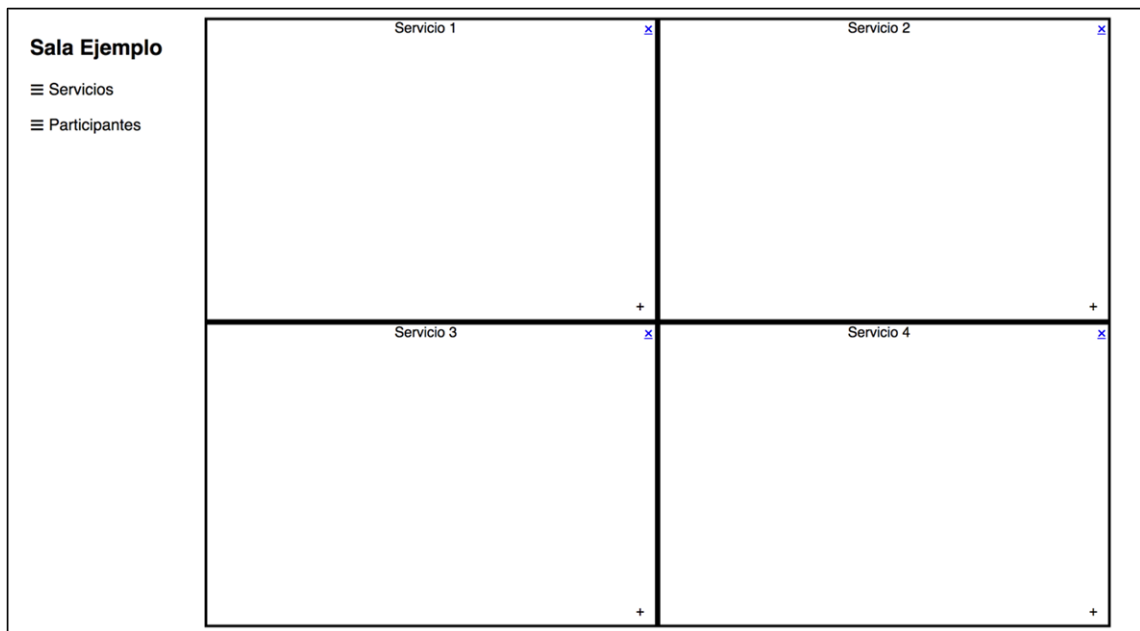 Sala Ejemplo
≡ Servicios
≡ Participantes
Servicio 1 ×
+
Servicio 2 ×
+
Servicio 3 ×
+
Servicio 4 ×
+